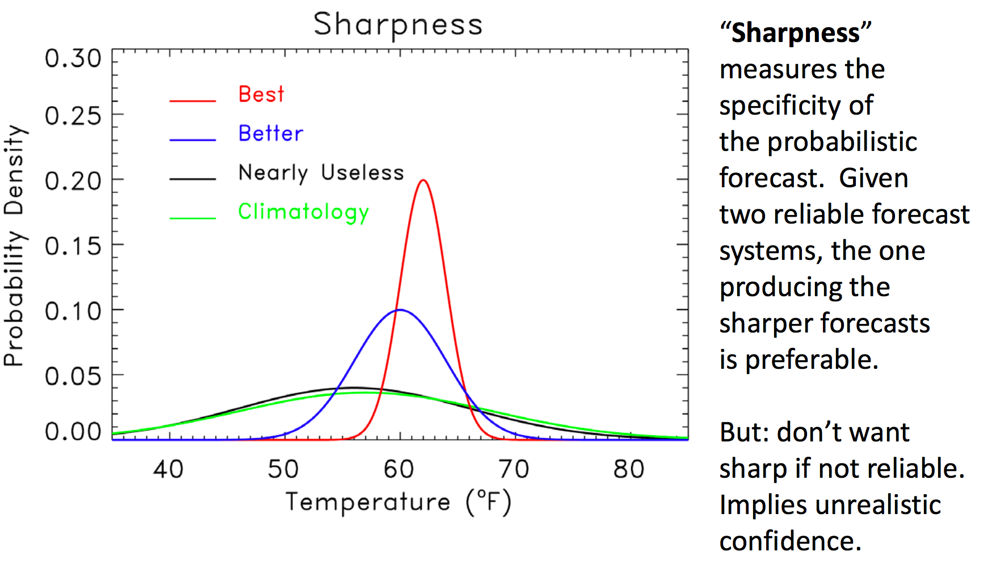 Sharpness
0.30
0.25
0.20
0.15
0.10
0.05
0.00
Probability Density
Best
Better
Nearly Useless
Climatology
40 50 60 70 80
Temperature (°F)
“Sharpness”
measures the
specificity of
the probabilistic
forecast.  Given
two reliable forecast
systems, the one
producing the
sharper forecasts
is preferable.
But: don’t want
sharp if not reliable.
Implies unrealistic
confidence.